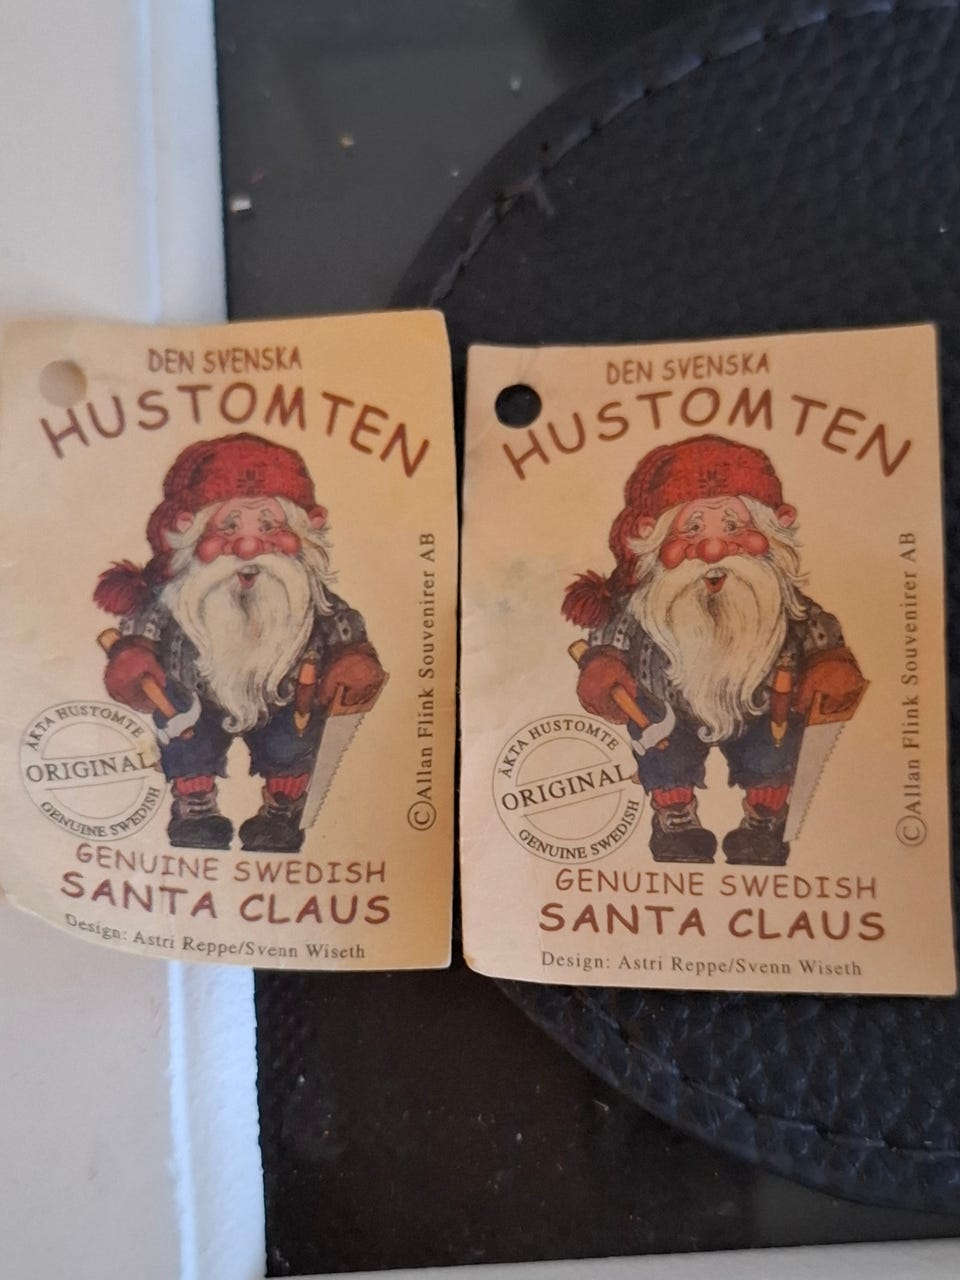 DEN SVENSKA
HUSTOMTEN
©Allan Flink Souvenirer AB
ÄKTA HUSTOMTE
ORIGINAL
GENUINE SWEDISH
GENUINE SWEDISH
SANTA CLAUS
Design: Astri Reppe/Svenn Wiseth
DEN SVENSKA
HUSTOMTEN
©Allan Flink Souvenirer AB
ÄKTA HUSTOMTE
ORIGINAL
GENUINE SWEDISH
GENUINE SWEDISH
SANTA CLAUS
Design: Astri Reppe/Svenn Wiseth